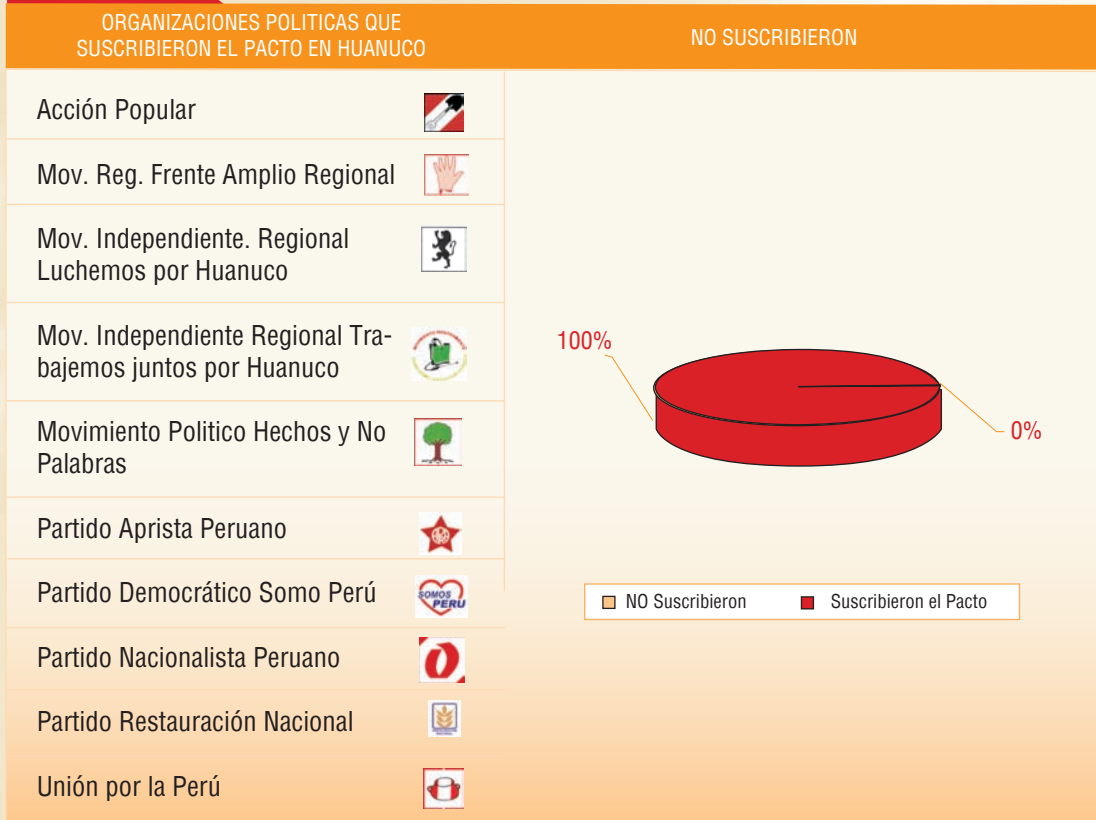 ORGANIZACIONES POLITICAS QUE
SUSCRIBIERON EL PACTO EN HUANUCO
NO SUSCRIBIERON
Acción Popular
Mov. Reg. Frente Amplio Regional
Mov. Independiente. Regional
Luchemos por Huanuco
Mov. Independiente Regional Tra-
bajemos juntos por Huanuco
Movimiento Politico Hechos y No
Palabras
Partido Aprista Peruano
Partido Democrático Somo Perú
SOMOS
PERU
Partido Nacionalista Peruano
Partido Restauración Nacional
Unión por la Perú
100%
0%
NO Suscribieron
Suscribieron el Pacto